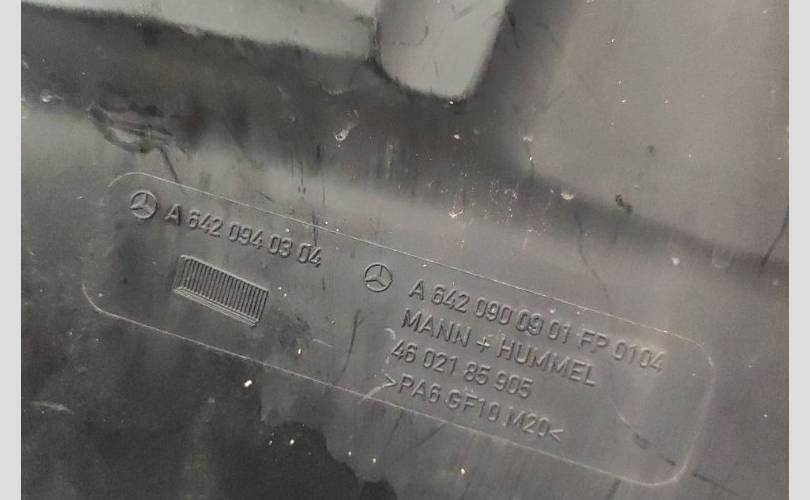 A 642 094 03 04
A 642 090 09 01 FP 0104
MANN + HUMMEL
46 021 85 905
>PA6 GF10 M20<